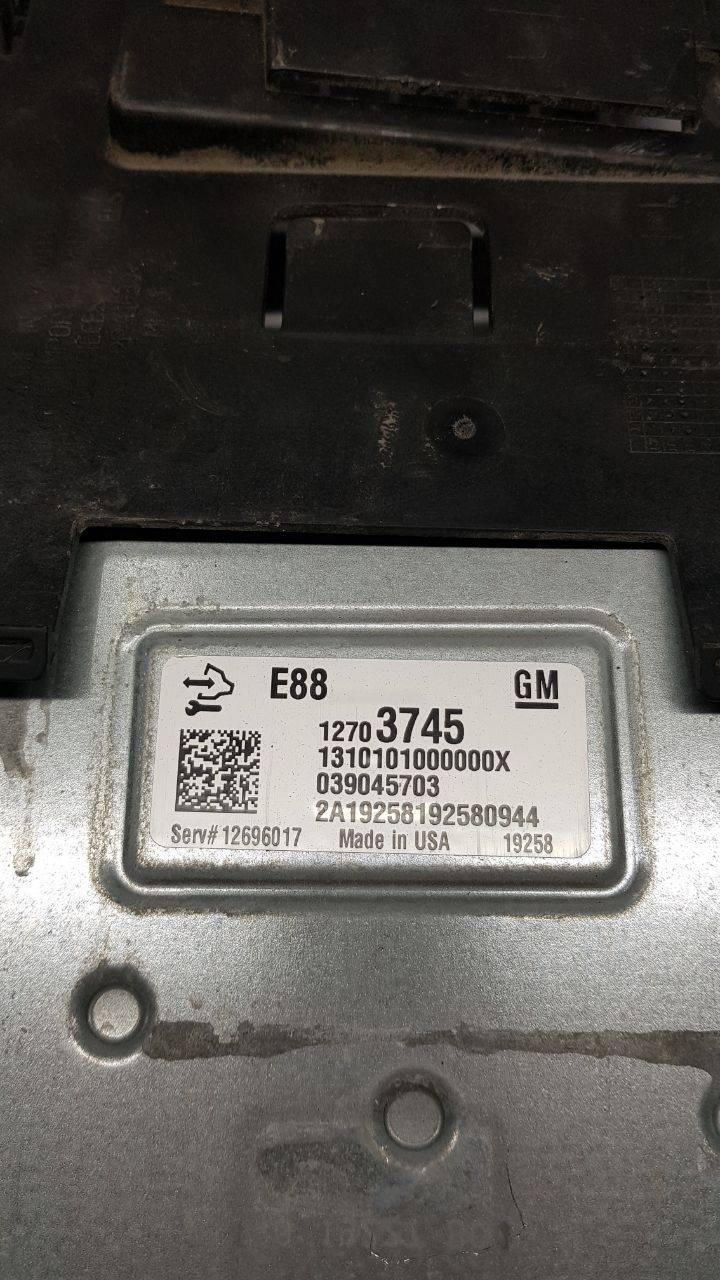 E88 GM
12703745
1310101000000X
039045703
2A19258192580944
Serv# 12696017 Made in USA 19258